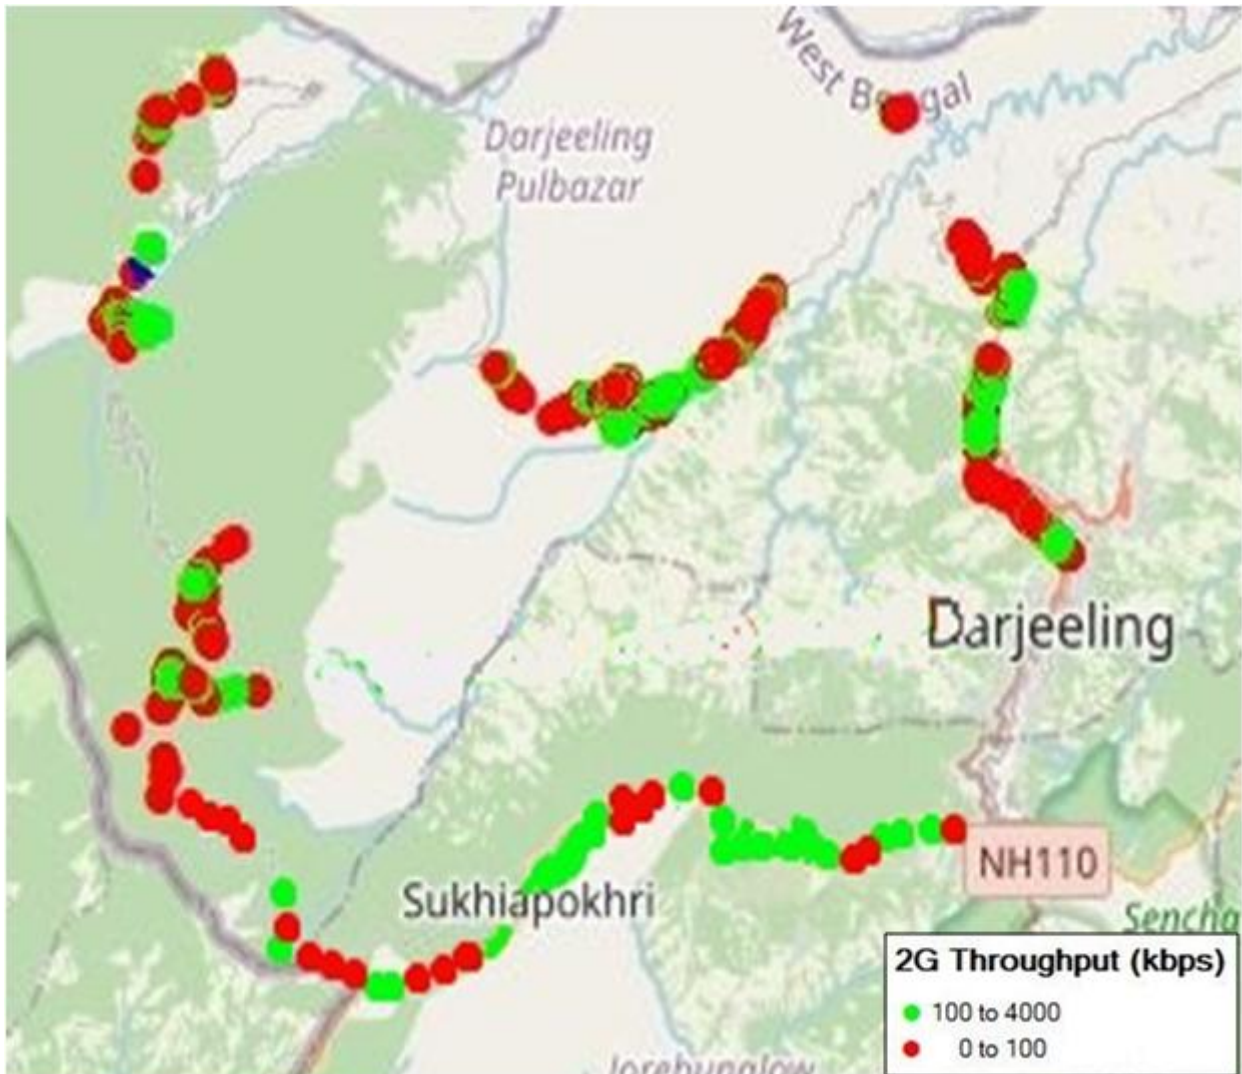 West Bengal
Darjeeling
Pulbazar
Darjeeling
NH110
Sukhiapokhri
Sencha
2G Throughput (kbps)
100 to 4000
0 to 100